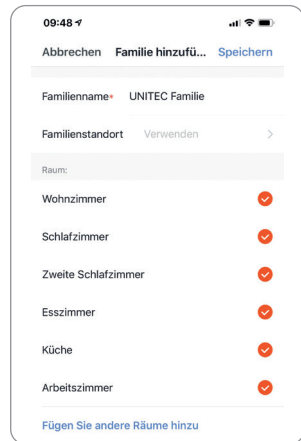 09:48
Abbrechen Familie hinzufü... Speichern
Familienname* UNITEC Familie
Familienstandort Verwenden
Raum:
Wohnzimmer
Schlafzimmer
Zweite Schlafzimmer
Esszimmer
Küche
Arbeitszimmer
Fügen Sie andere Räume hinzu